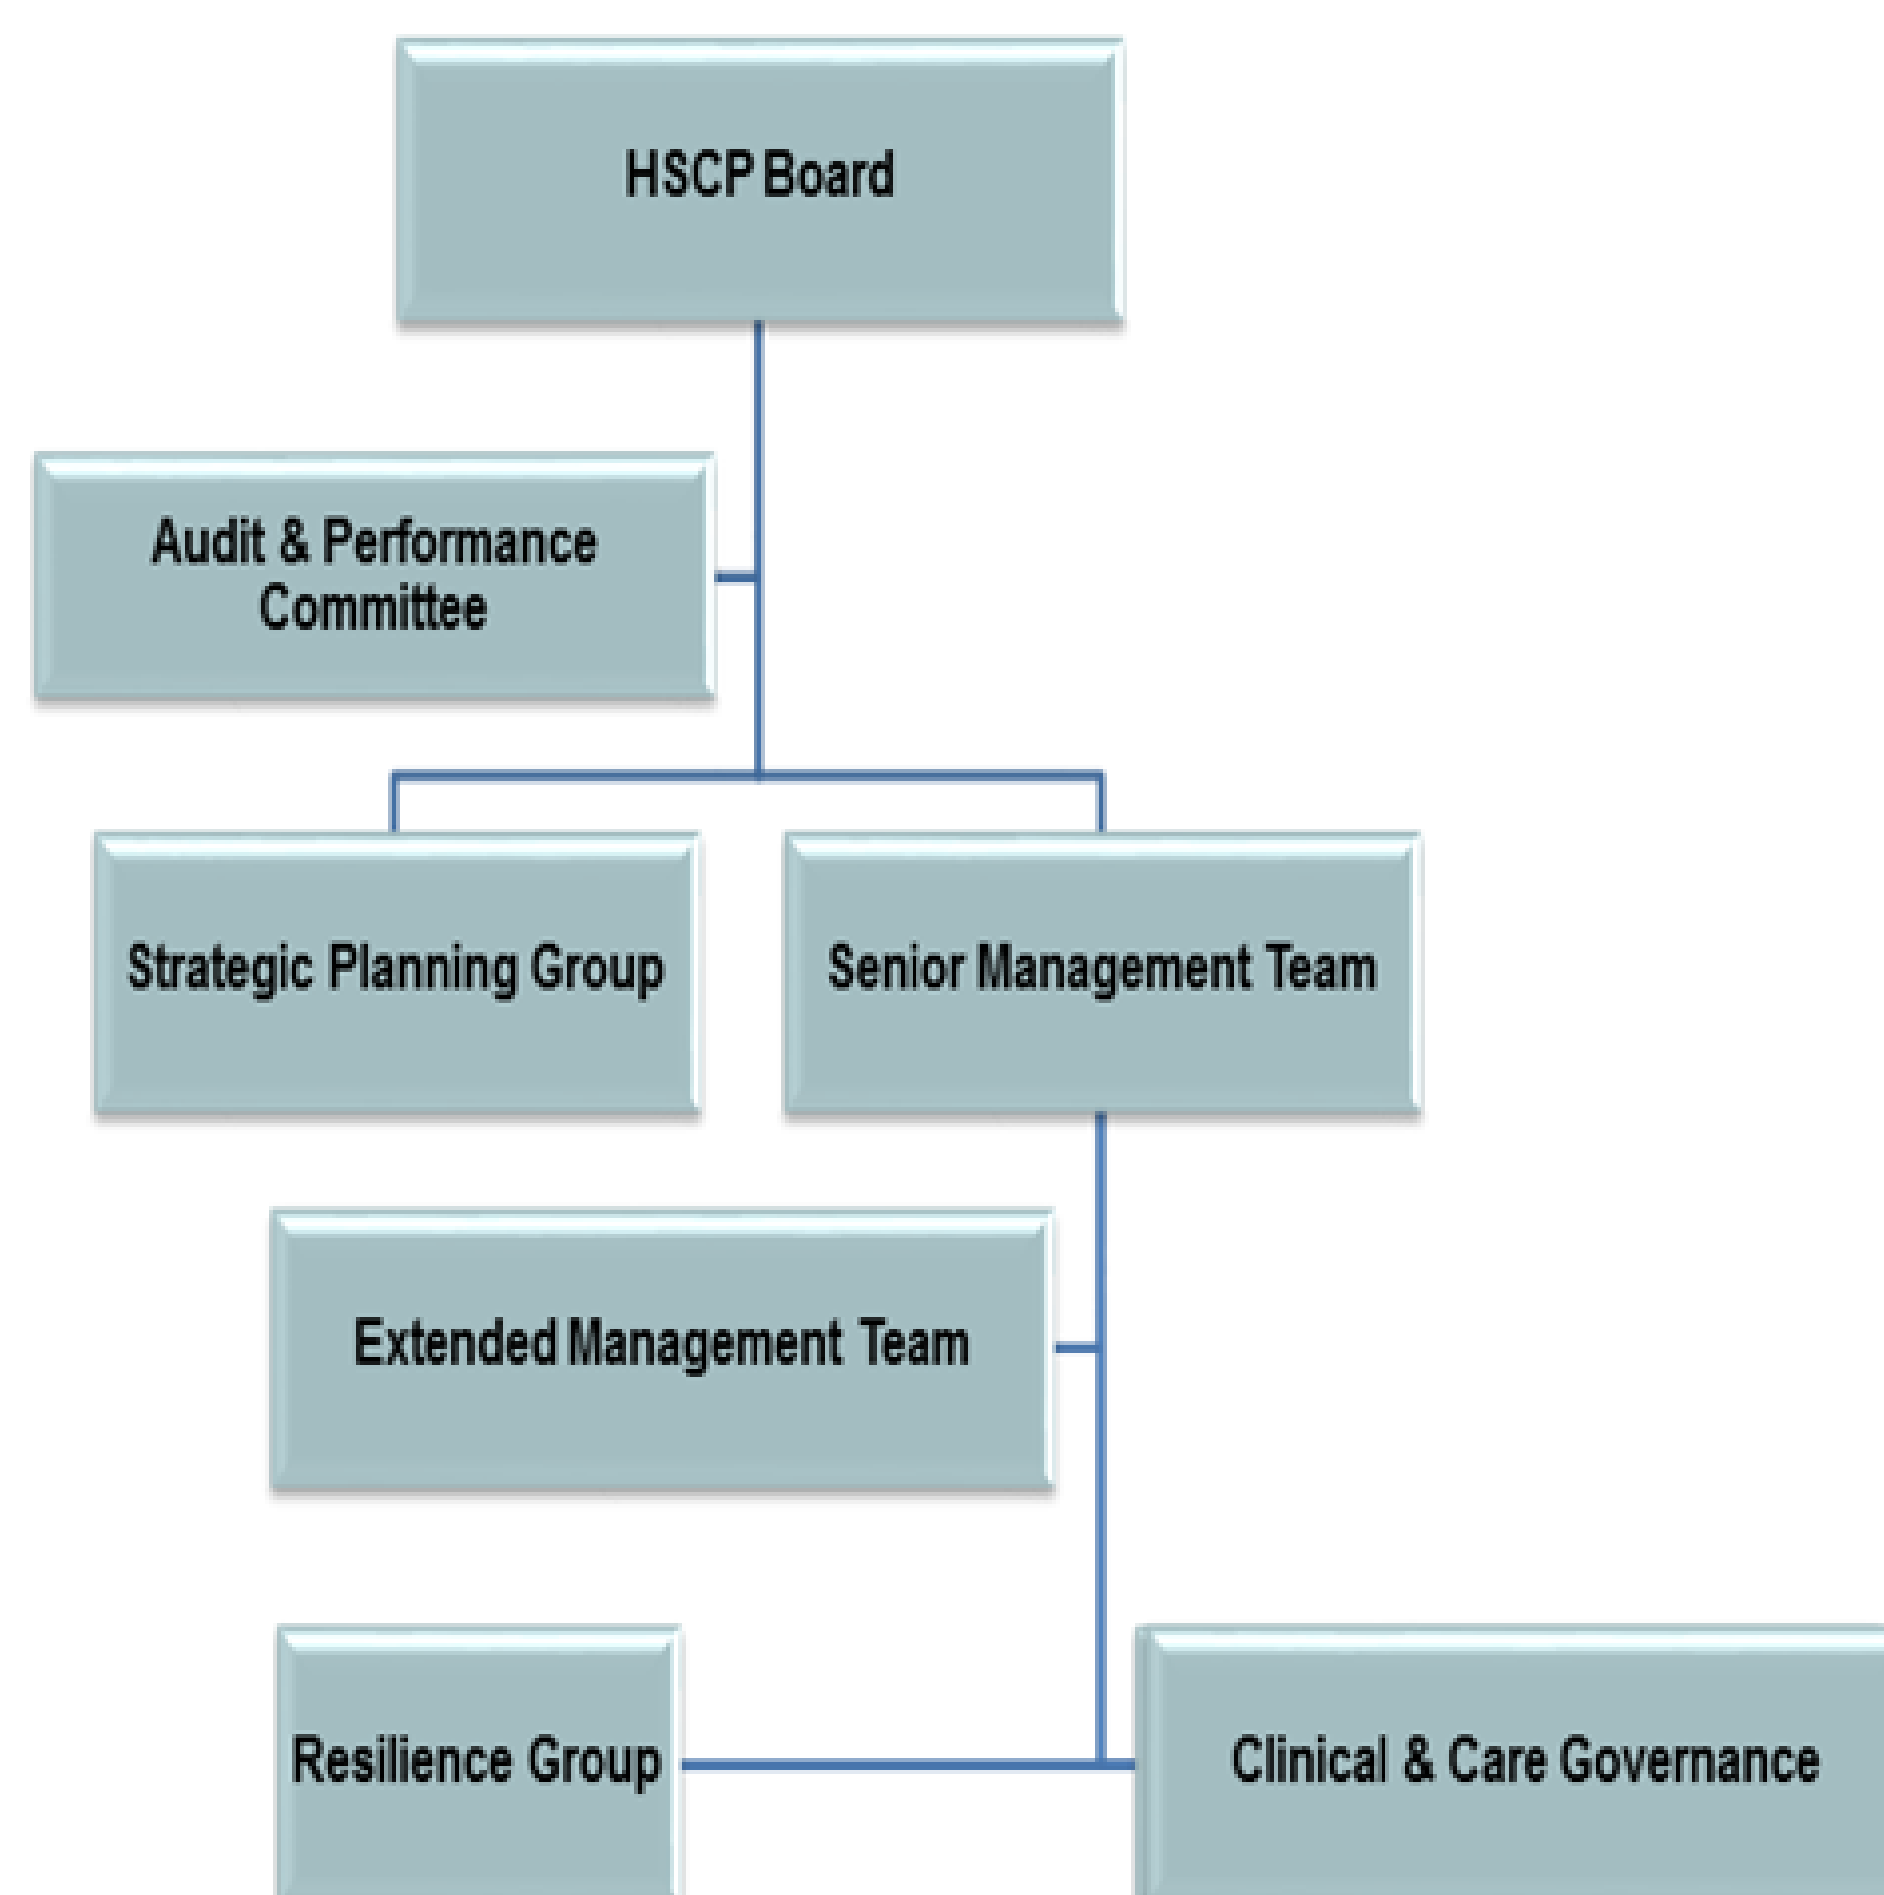 HSCP Board
Audit & Performance
Committee
Strategic Planning Group
Senior Management Team
Extended Management Team
Resilience Group
Clinical & Care Governance